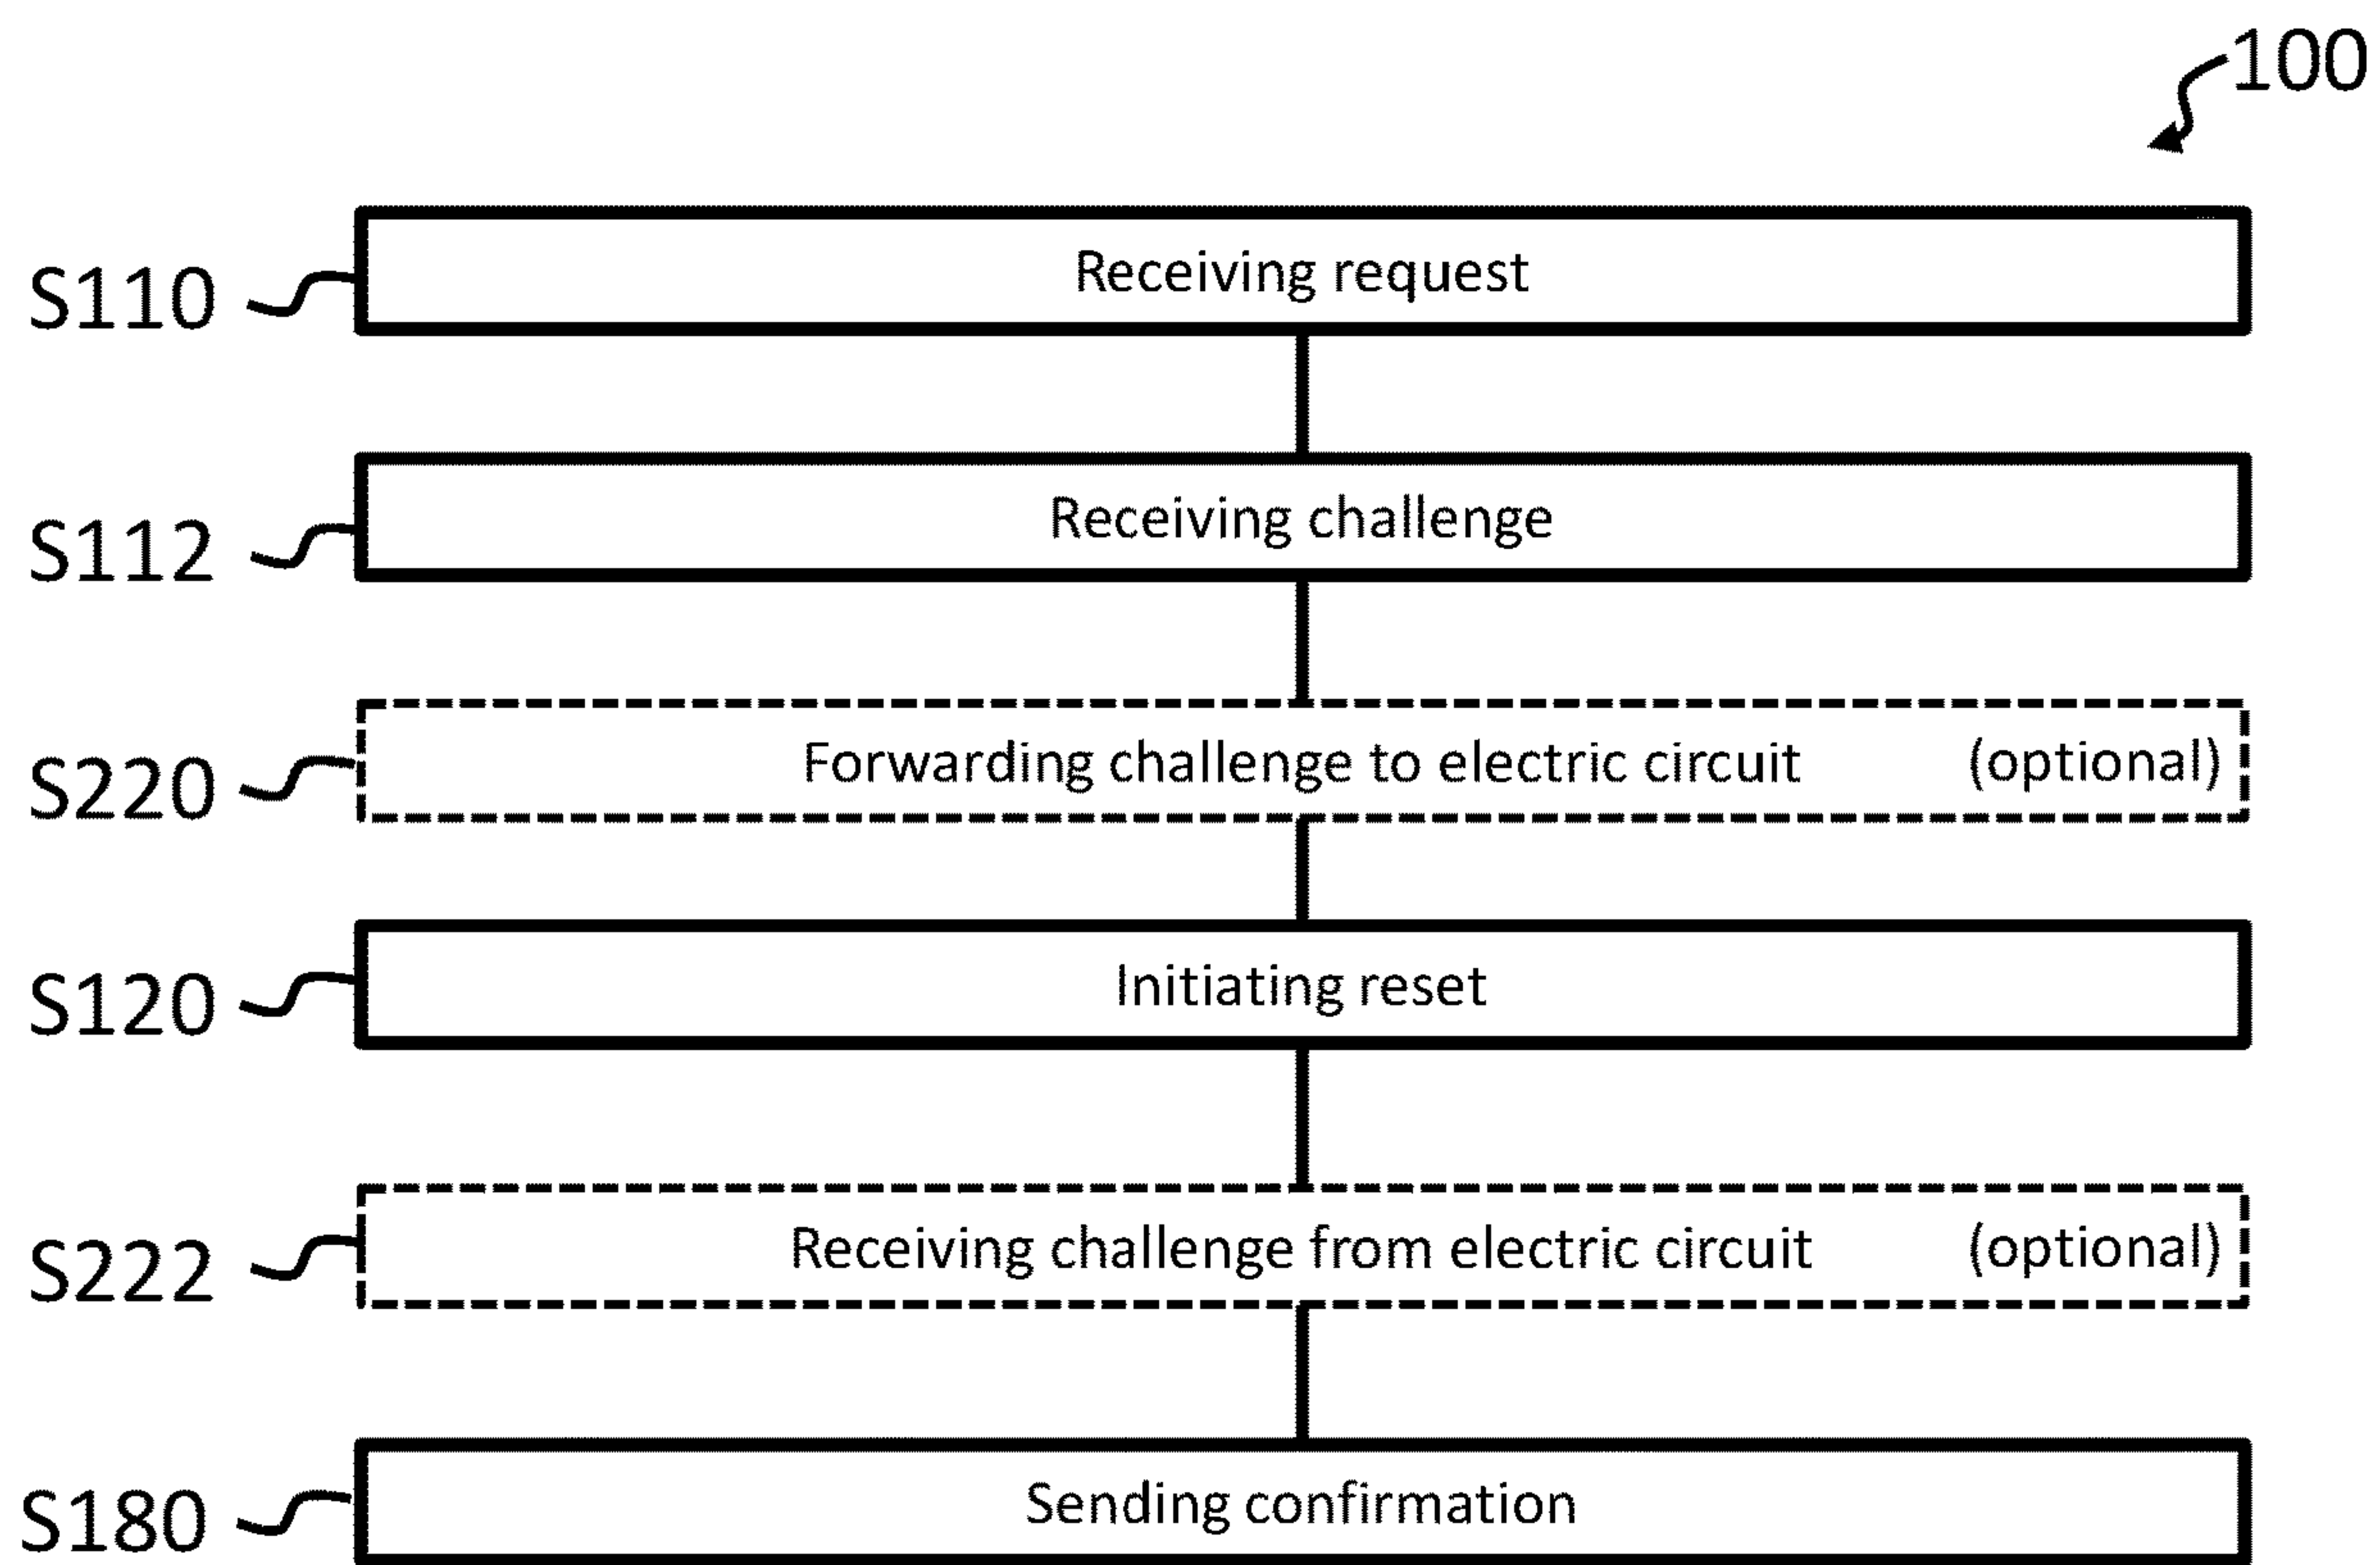 100
S110 Receiving request
S112 Receiving challenge
S220 Forwarding challenge to electric circuit (optional)
S120 Initiating reset
S222 Receiving challenge from electric circuit (optional)
S180 Sending confirmation